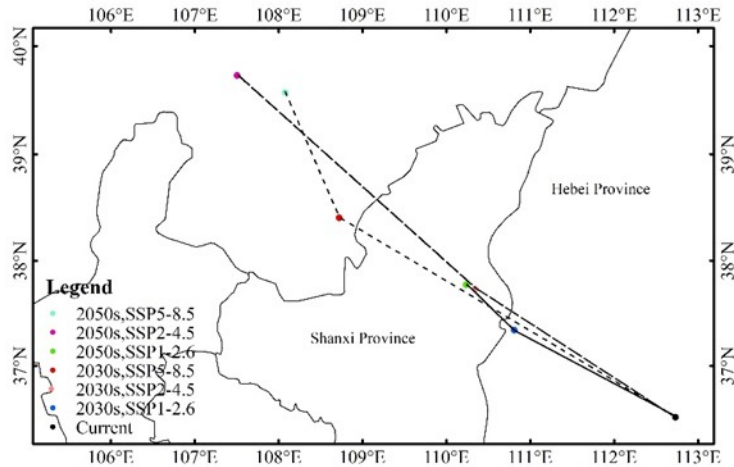 106°E 107°E 108°E 109°E 110°E 111°E 112°E 113°E
40°N 40°N
39°N 39°N
Hebei Province
38°N 38°N
Legend
2050s,SSP5-8.5
2050s,SSP2-4.5
Shanxi Province
2050s,SSP1-2.6
37°N 37°N
2030s,SSP5-8.5
2030s,SSP2-4.5
2030s,SSP1-2.6
Current
106°E 107°E 108°E 109°E 110°E 111°E 112°E 113°E